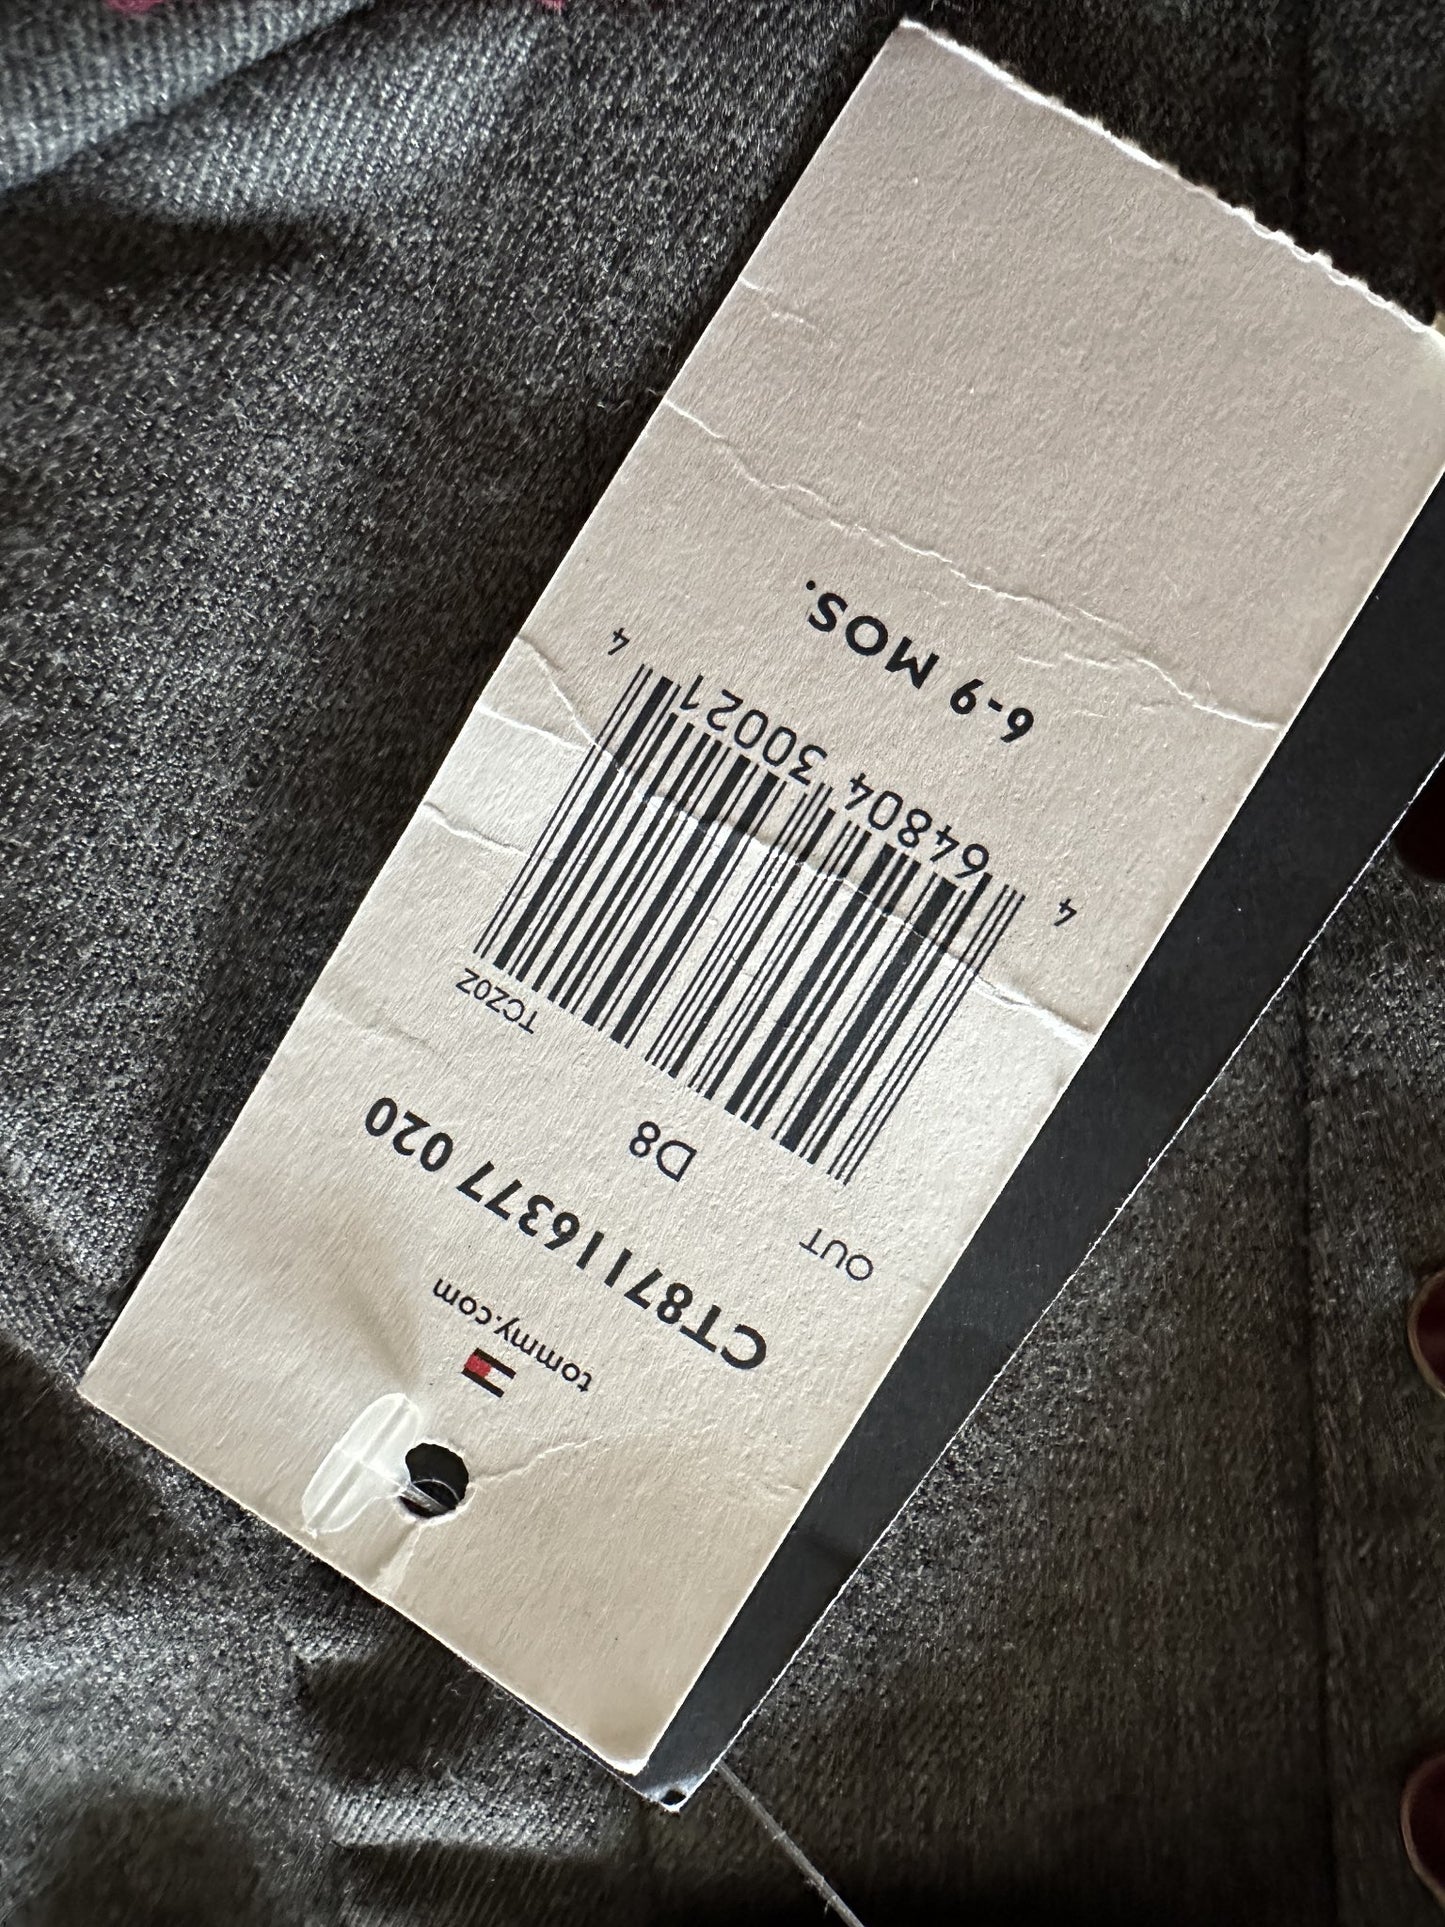 tommy.com
CT87116377 020
OUT D8 TCZ0Z
4 64804 30021 4
6-9 MOS.